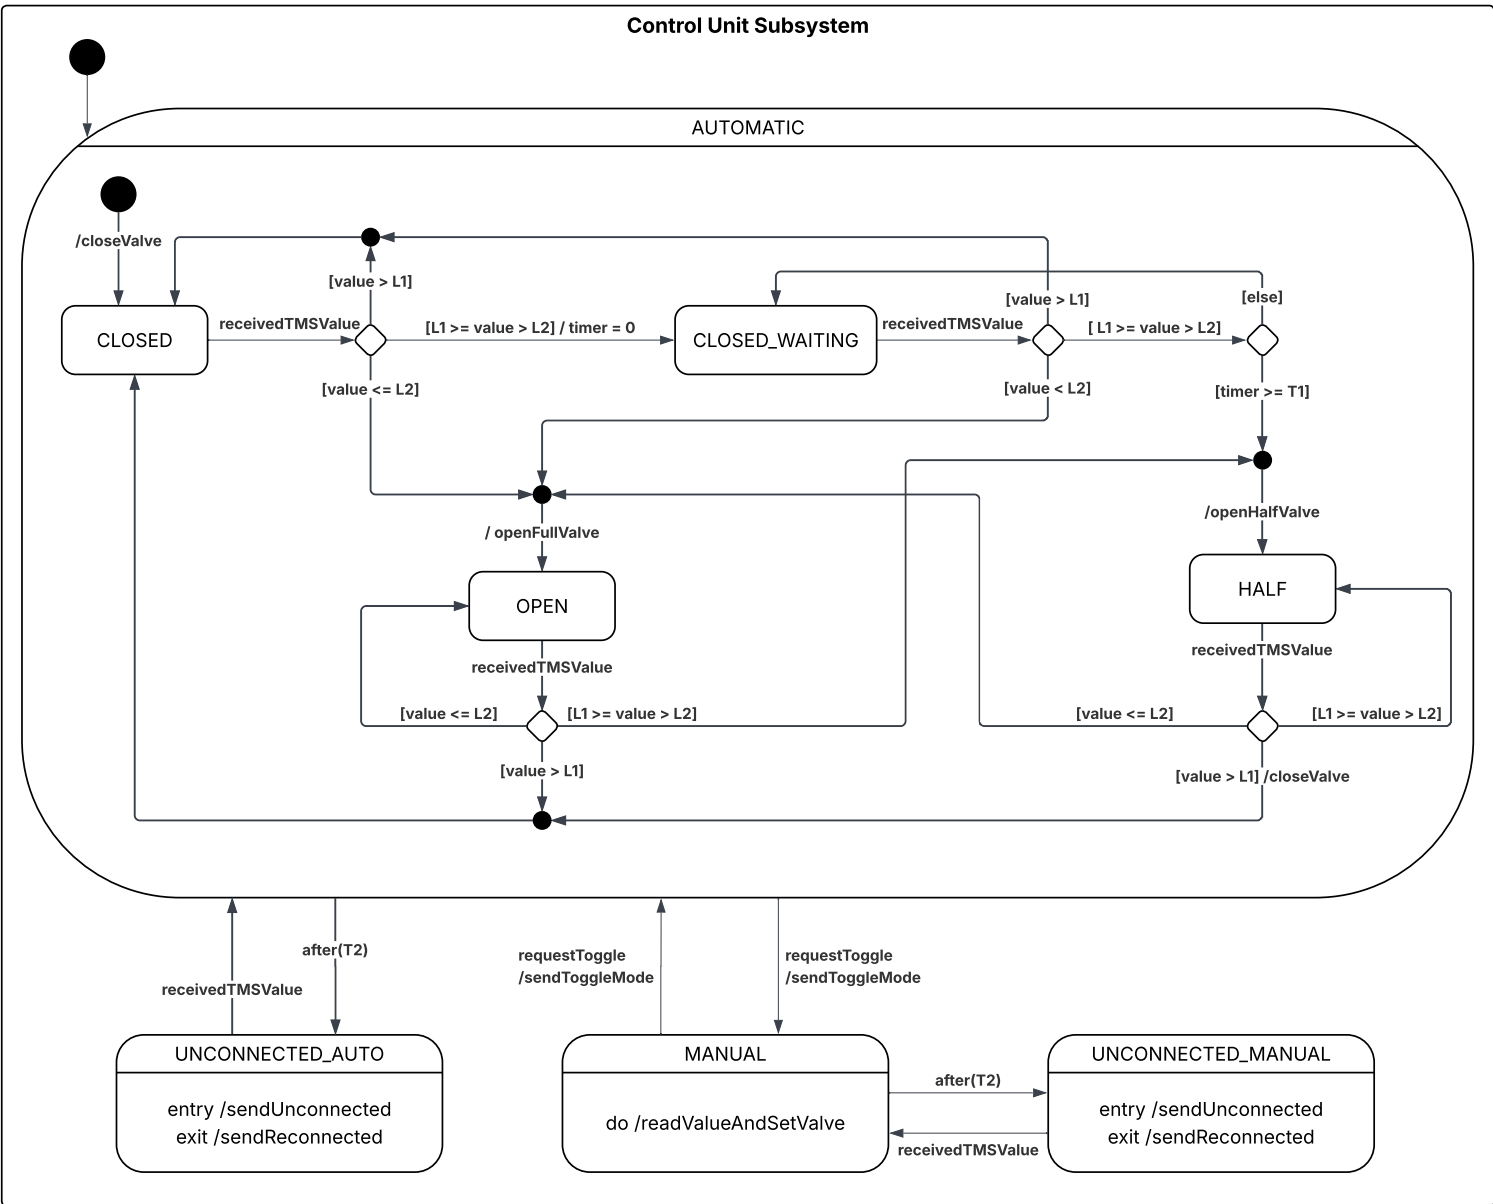 Control Unit Subsystem
AUTOMATIC
/closeValve
[value > L1]
[value > L1]
[else]
CLOSED
receivedTMSValue
[L1 >= value > L2] / timer = 0
CLOSED_WAITING
receivedTMSValue
[ L1 >= value > L2]
[value <= L2]
[value < L2]
[timer >= T1]
/ openFullValve
/openHalfValve
OPEN
HALF
receivedTMSValue
receivedTMSValue
[value <= L2]
[L1 >= value > L2]
[value <= L2]
[L1 >= value > L2]
[value > L1]
[value > L1] /closeValve
after(T2)
receivedTMSValue
requestToggle
/sendToggleMode
requestToggle
/sendToggleMode
UNCONNECTED_AUTO
entry /sendUnconnected
exit /sendReconnected
MANUAL
do /readValueAndSetValve
after(T2)
receivedTMSValue
UNCONNECTED_MANUAL
entry /sendUnconnected
exit /sendReconnected